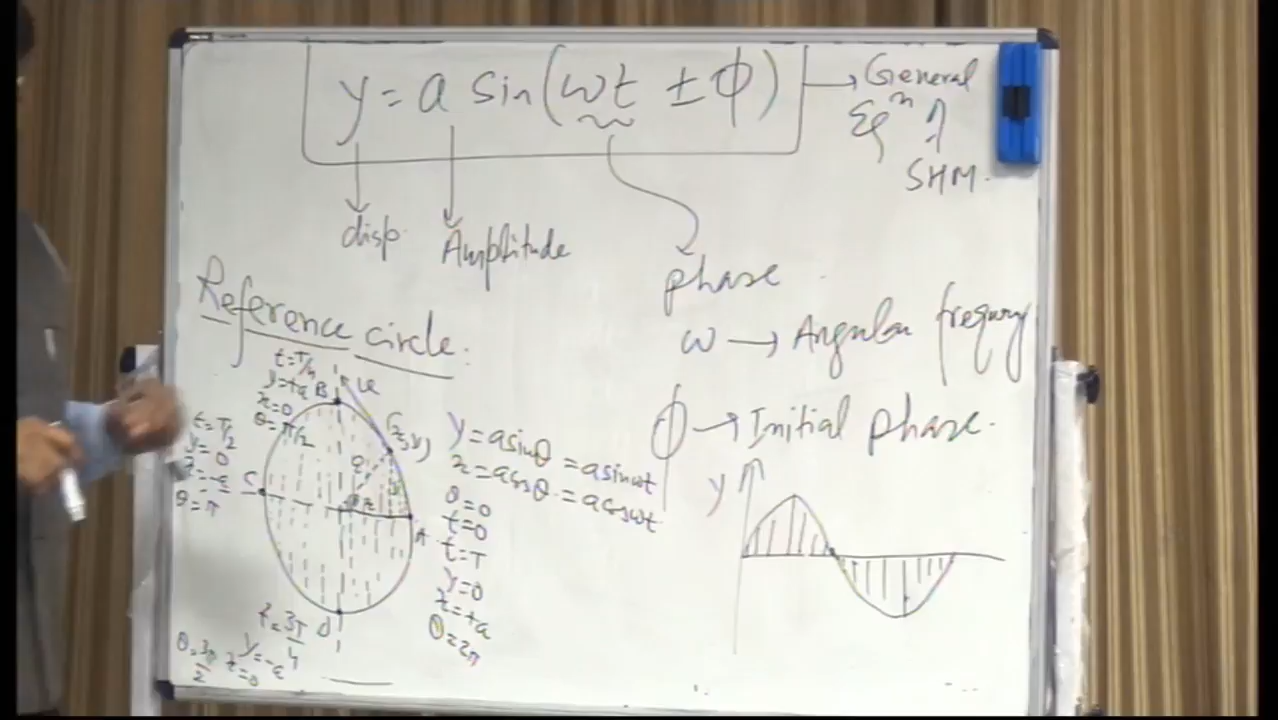 y = a sin(ωt ± φ) → General
Eqⁿ of
SHM.
disp.
Amplitude
phase
ω → Angular frequency
φ → Initial phase.
Reference circle.
t=T/4
y=+a
x=0
θ=π/2
B
(x,y)
t=T/2
y=0
x=-a
θ=π
C
a
θ
x
y
A
y = a sinθ = a sinωt
x = a cosθ = a cosωt
θ=0
t=0
t=T
y=0
x=+a
θ=2π
t=3T/4
D
y=-a
x=0
θ=3π/2
y